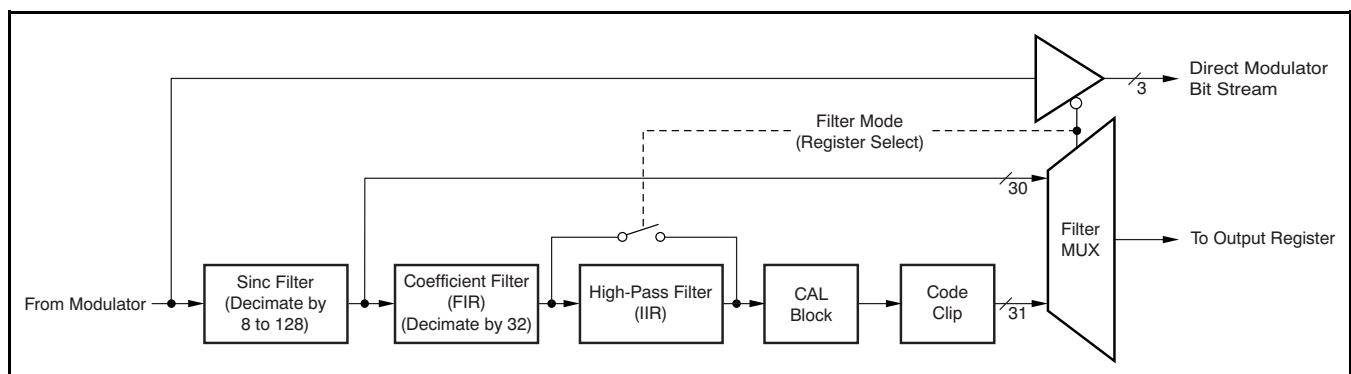 Direct Modulator
Bit Stream
3
Filter Mode
(Register Select)
30
Filter
MUX
To Output Register
From Modulator
Sinc Filter
(Decimate by
8 to 128)
Coefficient Filter
(FIR)
(Decimate by 32)
High-Pass Filter
(IIR)
CAL
Block
Code
Clip
31